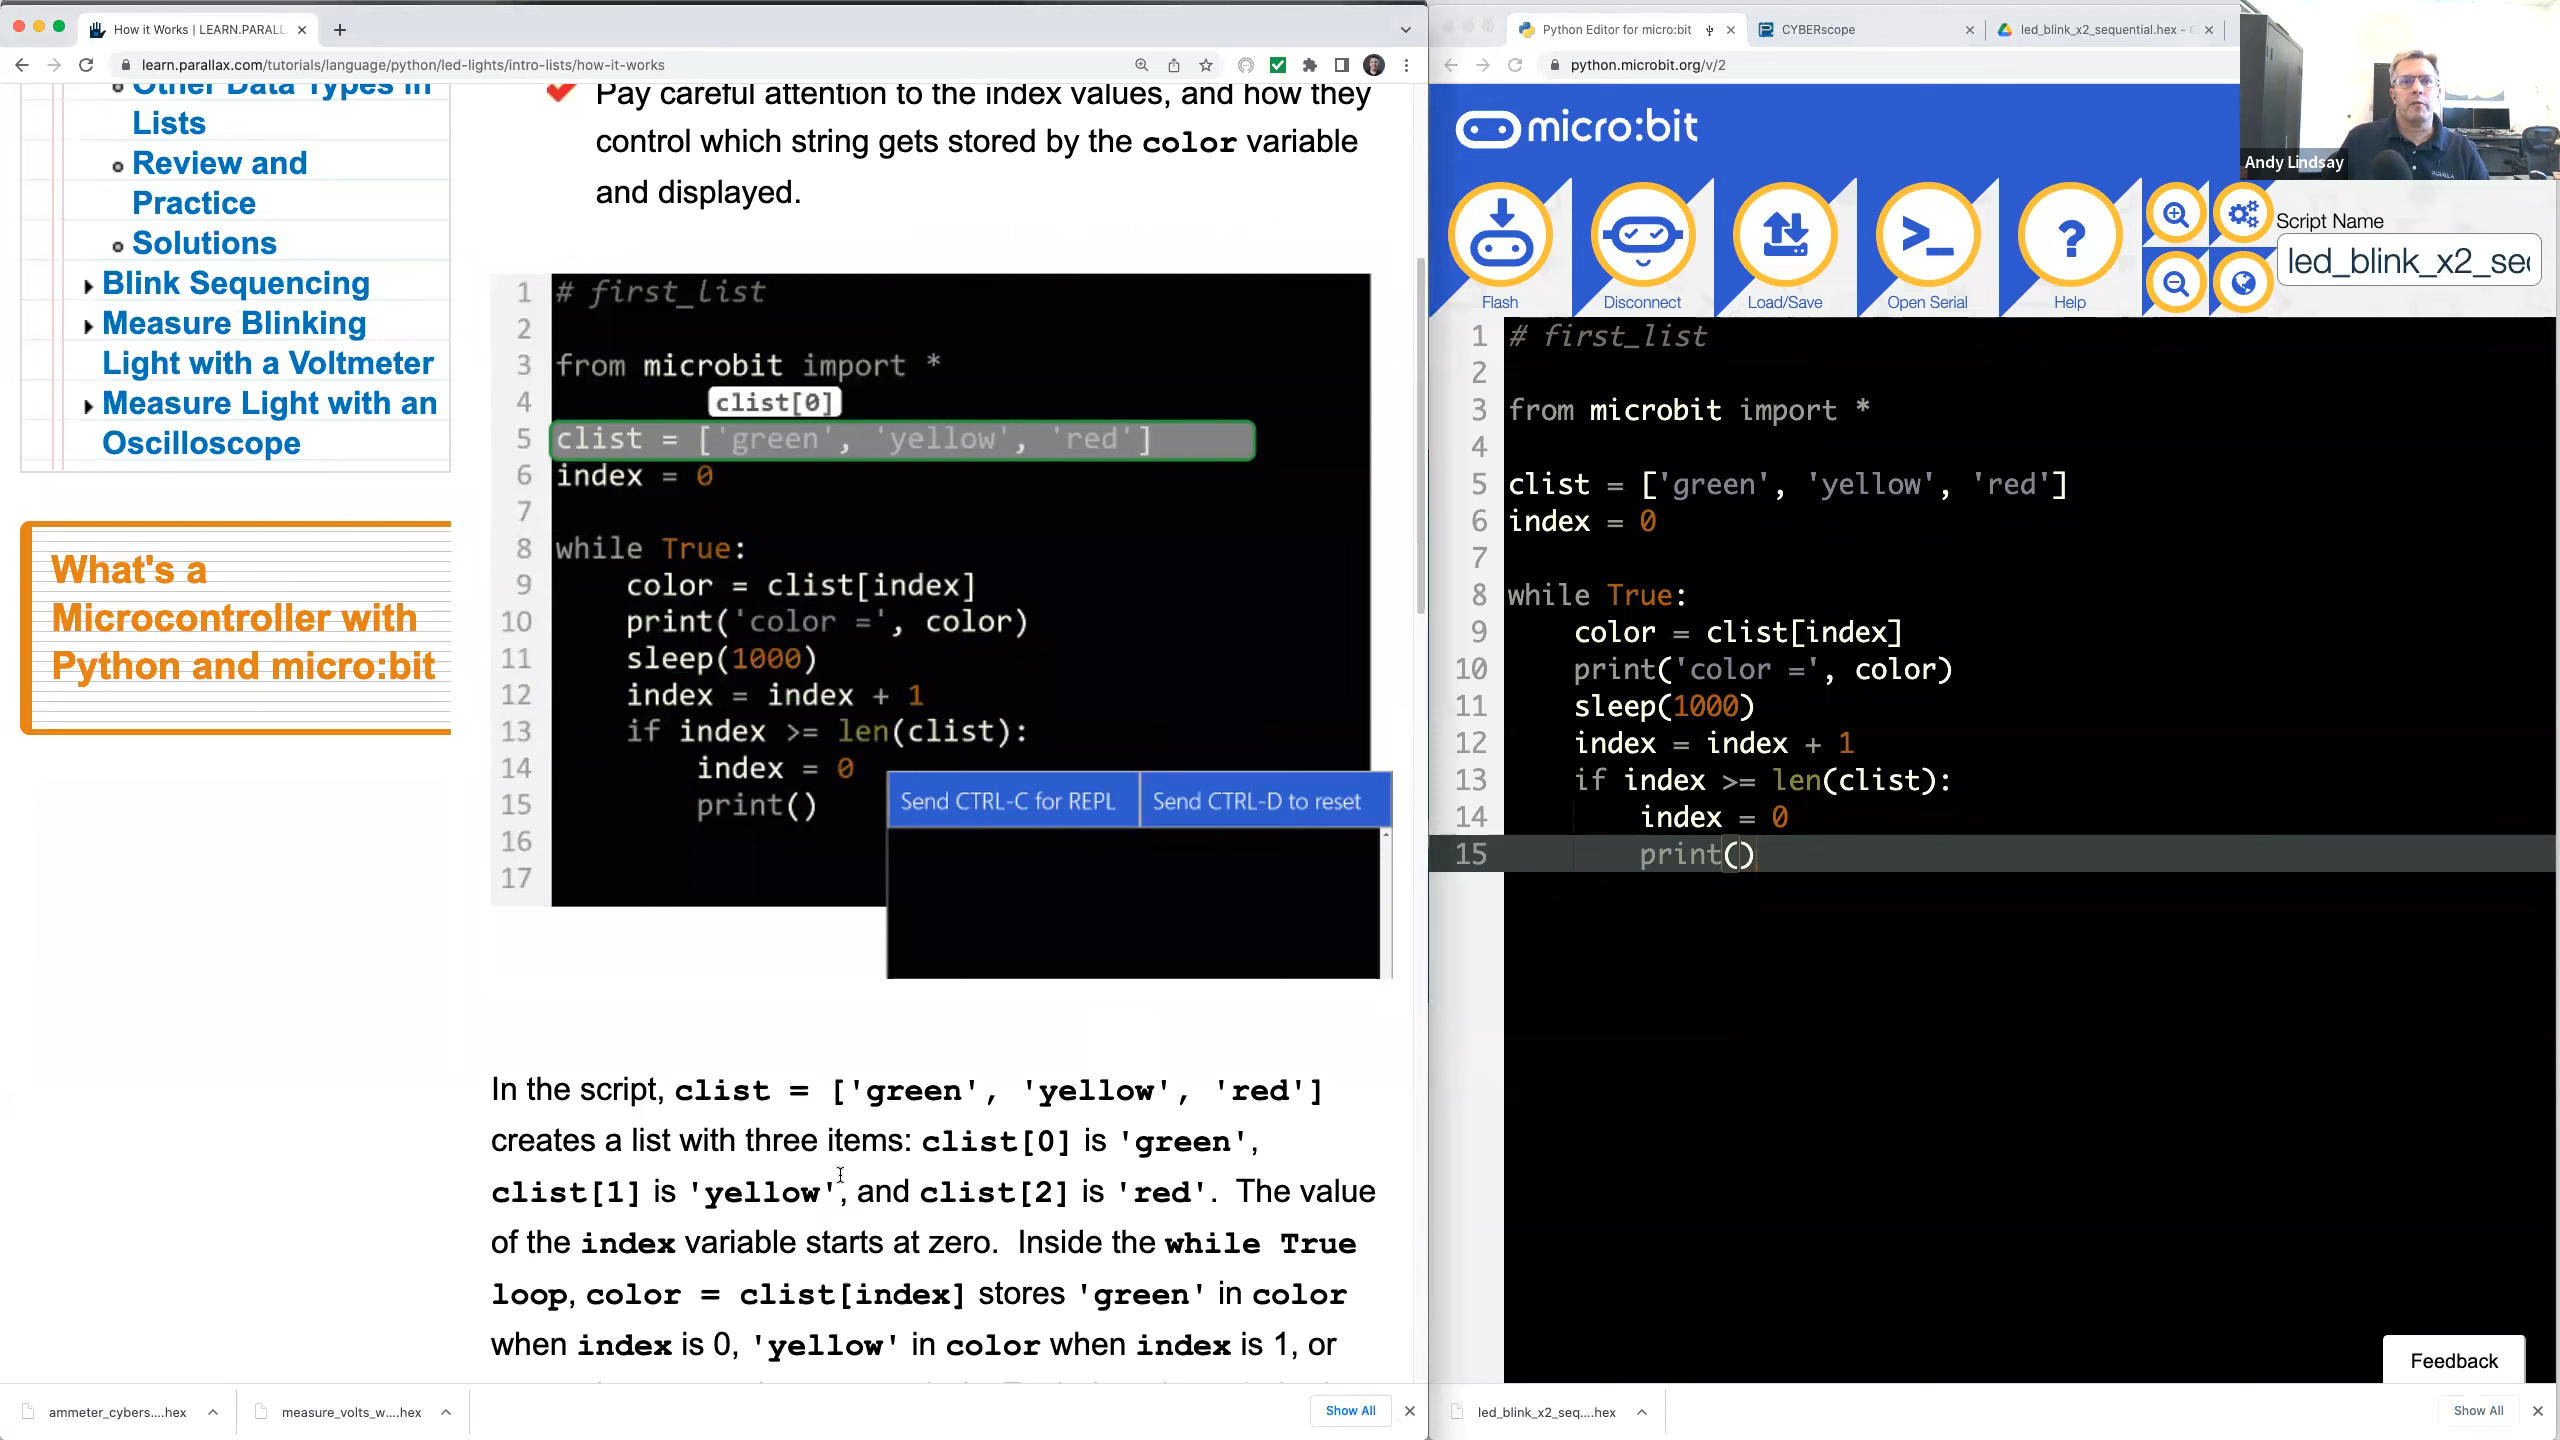 How it Works | LEARN.PARALL
learn.parallax.com/tutorials/language/python/led-lights/intro-lists/how-it-works
Other Data Types in
Lists
Review and
Practice
Solutions
Blink Sequencing
Measure Blinking
Light with a Voltmeter
Measure Light with an
Oscilloscope
What's a
Microcontroller with
Python and micro:bit
Pay careful attention to the index values, and how they
control which string gets stored by the color variable
and displayed.
1 # first_list
2
3 from microbit import *
4 clist[0]
5 clist = ['green', 'yellow', 'red']
6 index = 0
7
8 while True:
9 color = clist[index]
10 print('color =', color)
11 sleep(1000)
12 index = index + 1
13 if index >= len(clist):
14 index = 0
15 print()
16
17
Send CTRL-C for REPL Send CTRL-D to reset
In the script, clist = ['green', 'yellow', 'red']
creates a list with three items: clist[0] is 'green',
clist[1] is 'yellow', and clist[2] is 'red'. The value
of the index variable starts at zero. Inside the while True
loop, color = clist[index] stores 'green' in color
when index is 0, 'yellow' in color when index is 1, or
ammeter_cybers....hex measure_volts_w....hex Show All
Python Editor for micro:bit CYBERscope led_blink_x2_sequential.hex -
python.microbit.org/v/2
micro:bit
Andy Lindsay
Flash Disconnect Load/Save Open Serial Help
Script Name
led_blink_x2_se
1 # first_list
2
3 from microbit import *
4
5 clist = ['green', 'yellow', 'red']
6 index = 0
7
8 while True:
9 color = clist[index]
10 print('color =', color)
11 sleep(1000)
12 index = index + 1
13 if index >= len(clist):
14 index = 0
15 print()
Feedback
led_blink_x2_seq....hex Show All